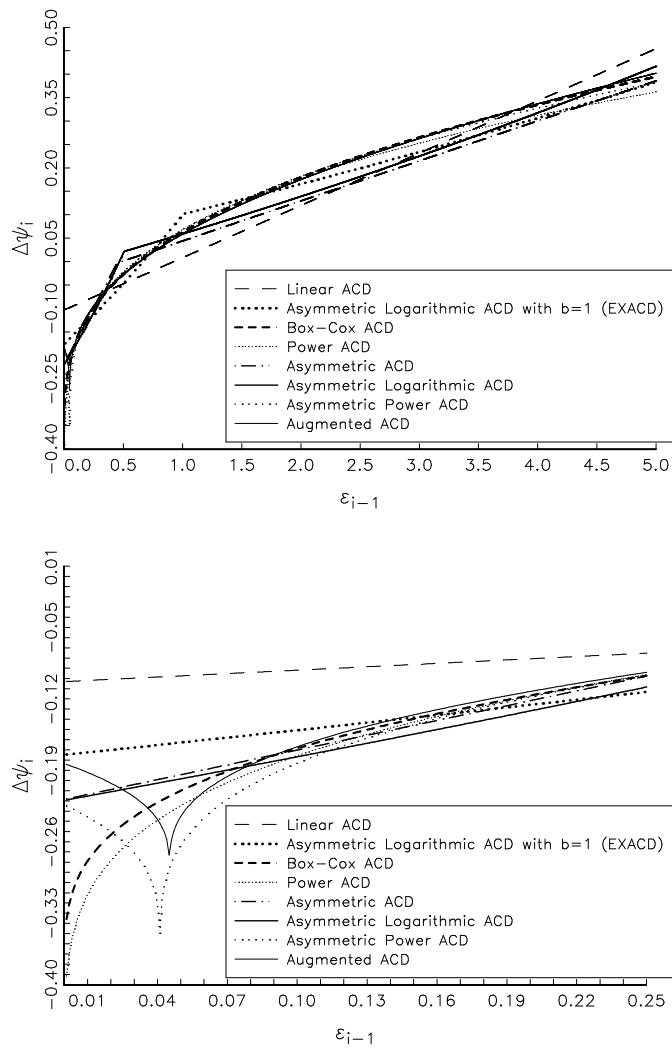 0.50
0.35
0.20
0.05
−0.10
−0.25
−0.40
Δψi
Linear ACD
Asymmetric Logarithmic ACD with b=1 (EXACD)
Box−Cox ACD
Power ACD
Asymmetric ACD
Asymmetric Logarithmic ACD
Asymmetric Power ACD
Augmented ACD
0.0 0.5 1.0 1.5 2.0 2.5 3.0 3.5 4.0 4.5 5.0
εi−1
0.01
−0.05
−0.12
−0.19
−0.26
−0.33
−0.40
Δψi
Linear ACD
Asymmetric Logarithmic ACD with b=1 (EXACD)
Box−Cox ACD
Power ACD
Asymmetric ACD
Asymmetric Logarithmic ACD
Asymmetric Power ACD
Augmented ACD
0.01 0.04 0.07 0.10 0.13 0.16 0.19 0.22 0.25
εi−1